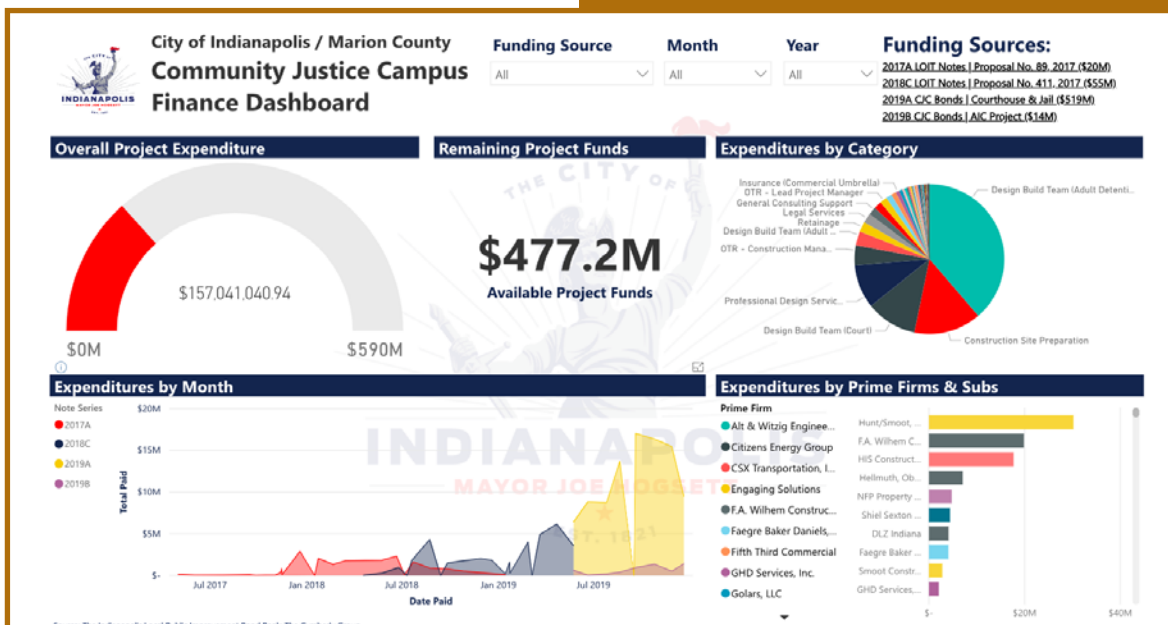 City of Indianapolis / Marion County
Community Justice Campus
Finance Dashboard
INDIANAPOLIS
Funding Source
All
Month
All
Year
All
Funding Sources:
2017A LOIT Notes | Proposal No. 89, 2017 ($20M)
2018C LOIT Notes | Proposal No. 411, 2017 ($55M)
2019A CJC Bonds | Courthouse & Jail ($519M)
2019B CJC Bonds | AIC Project ($14M)
Overall Project Expenditure
$157,041,040.94
$0M
$590M
Remaining Project Funds
$477.2M
Available Project Funds
Expenditures by Category
Insurance (Commercial Umbrella)
OTR - Lead Project Manager
General Consulting Support
Legal Services
Retainage
Design Build Team (Adult ...
OTR - Construction Mana...
Professional Design Servic...
Design Build Team (Court)
Design Build Team (Adult Detenti...
Construction Site Preparation
Expenditures by Month
Note Series
2017A
2018C
2019A
2019B
Total Paid
$20M
$15M
$10M
$5M
$-
Jul 2017
Jan 2018
Jul 2018
Jan 2019
Jul 2019
Date Paid
Expenditures by Prime Firms & Subs
Prime Firm
Alt & Witzig Enginee...
Citizens Energy Group
CSX Transportation, I...
Engaging Solutions
F.A. Wilhem Construc...
Faegre Baker Daniels,...
Fifth Third Commercial
GHD Services, Inc.
Golars, LLC
Hunt/Smoot, ...
F.A. Wilhem C...
HIS Construct...
Hellmuth, Ob...
NFP Property ...
Shiel Sexton ...
DLZ Indiana
Faegre Baker ...
Smoot Constr...
GHD Services,...
$-
$20M
$40M
THE CITY OF
INDIANAPOLIS
MAYOR JOE HOGSETT
EST. 1821